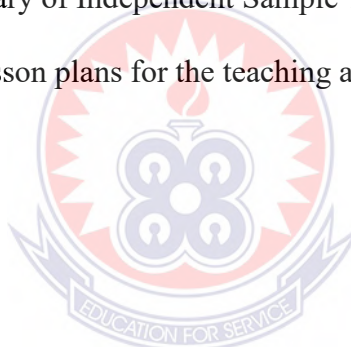 ary of Independent Sample
sson plans for the teaching a
EDUCATION FOR SERVICE